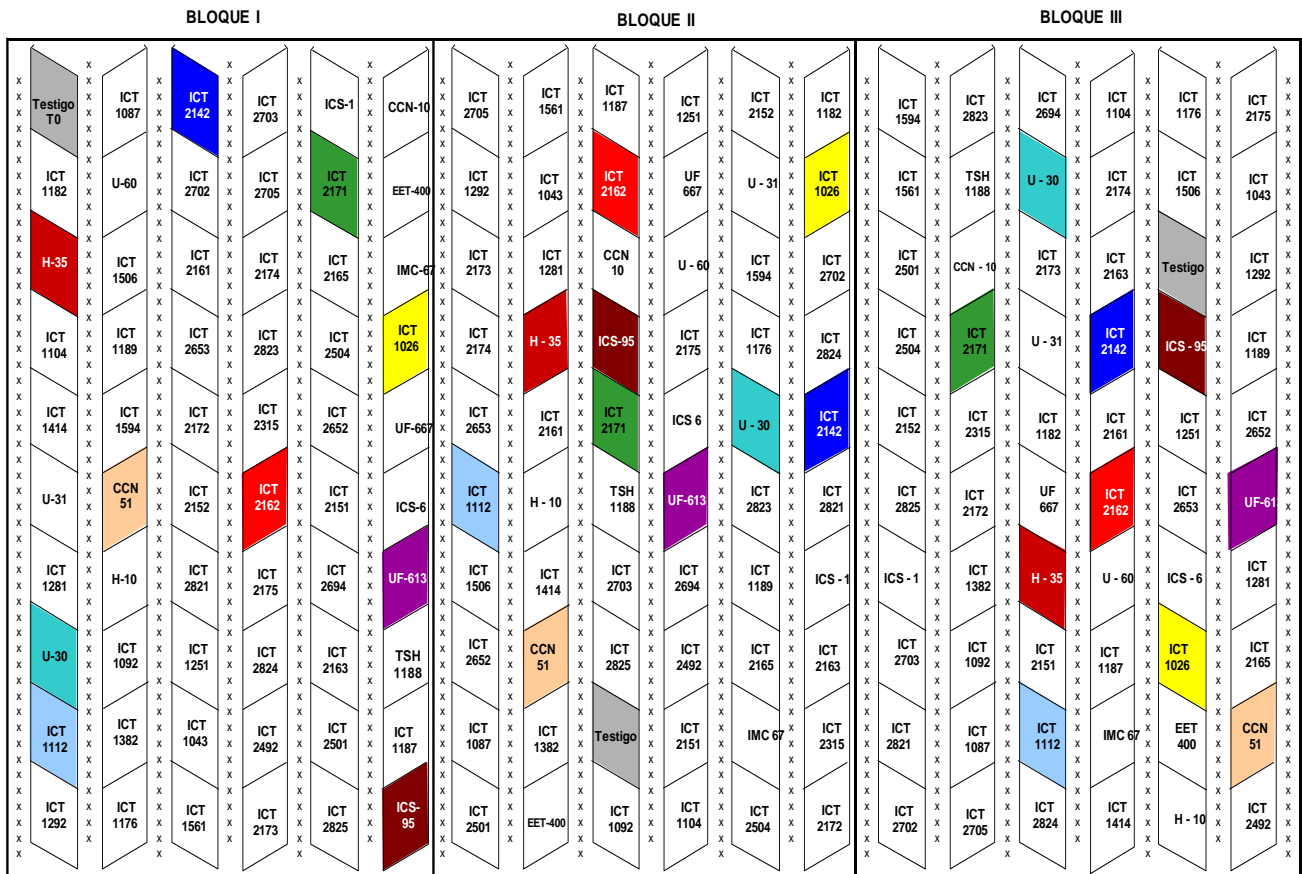 BLOQUE I
BLOQUE II
BLOQUE III
Testigo
T0
ICT
1182
H-35
ICT
1104
ICT
1414
U-31
ICT
1281
U-30
ICT
1112
ICT
1292
ICT
1087
U-60
ICT
1506
ICT
1189
ICT
1594
CCN
51
H-10
ICT
1092
ICT
1382
ICT
1176
ICT
2142
ICT
2702
ICT
2161
ICT
2653
ICT
2172
ICT
2152
ICT
2821
ICT
1251
ICT
1043
ICT
1561
ICT
2703
ICT
2705
ICT
2174
ICT
2823
ICT
2315
ICT
2162
ICT
2175
ICT
2824
ICT
2492
ICT
2173
ICS-1
ICT
2171
ICT
2165
ICT
2504
ICT
2652
ICT
2151
ICT
2694
ICT
2163
ICT
2501
ICT
2825
CCN-10
EET-400
IMC-67
ICT
1026
UF-667
ICS-6
UF-613
TSH
1188
ICT
1187
ICS-
95
ICT
2705
ICT
1292
ICT
2173
ICT
2174
ICT
2653
ICT
1112
ICT
1506
ICT
2652
ICT
1087
ICT
2501
ICT
1561
ICT
1043
ICT
1281
H - 35
ICT
2161
H - 10
ICT
1414
CCN
51
ICT
1382
EET-400
ICT
1187
ICT
2162
CCN
10
ICS-95
ICT
2171
TSH
1188
ICT
2703
ICT
2825
Testigo
ICT
1092
ICT
1251
UF
667
U - 60
ICT
2175
ICS 6
UF-613
ICT
2694
ICT
2492
ICT
2151
ICT
1104
ICT
2152
U - 31
ICT
1594
ICT
1176
U - 30
ICT
2823
ICT
1189
ICT
2165
IMC 67
ICT
2504
ICT
1182
ICT
1026
ICT
2702
ICT
2824
ICT
2142
ICT
2821
ICS - 1
ICT
2163
ICT
2315
ICT
2172
ICT
1594
ICT
1561
ICT
2501
ICT
2504
ICT
2152
ICT
2825
ICS - 1
ICT
2703
ICT
2821
ICT
2702
ICT
2823
TSH
1188
CCN - 10
ICT
2171
ICT
2315
ICT
2172
ICT
1382
ICT
1092
ICT
1087
ICT
2705
ICT
2694
U - 30
ICT
2173
U - 31
ICT
1182
UF
667
H - 35
ICT
2151
ICT
1112
ICT
2824
ICT
1104
ICT
2174
ICT
2163
ICT
2142
ICT
2161
ICT
2162
U - 60
ICT
1187
IMC 67
ICT
1414
ICT
1176
ICT
1506
Testigo
ICS - 95
ICT
1251
ICT
2653
ICS - 6
ICT
1026
EET
400
H - 10
ICT
2175
ICT
1043
ICT
1292
ICT
1189
ICT
2652
UF-61
ICT
1281
ICT
2165
CCN
51
ICT
2492